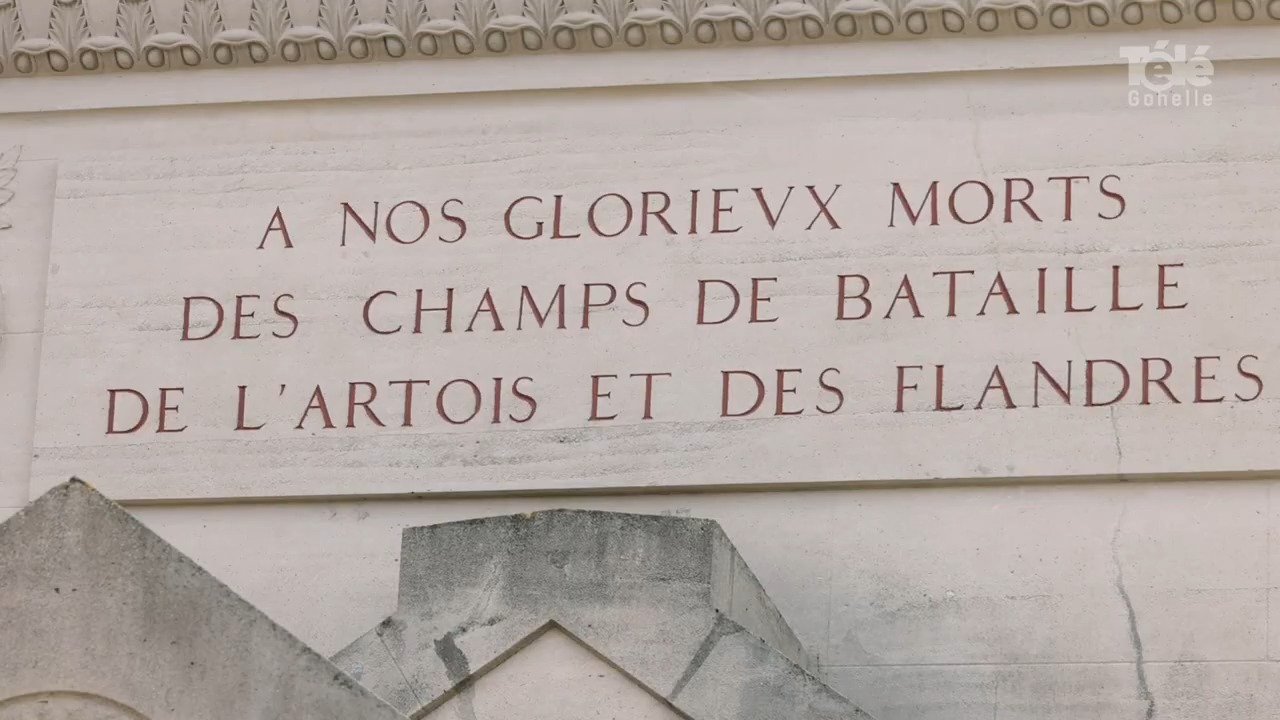 Télé
Gohelle
A NOS GLORIEVX MORTS
DES CHAMPS DE BATAILLE
DE L'ARTOIS ET DES FLANDRES